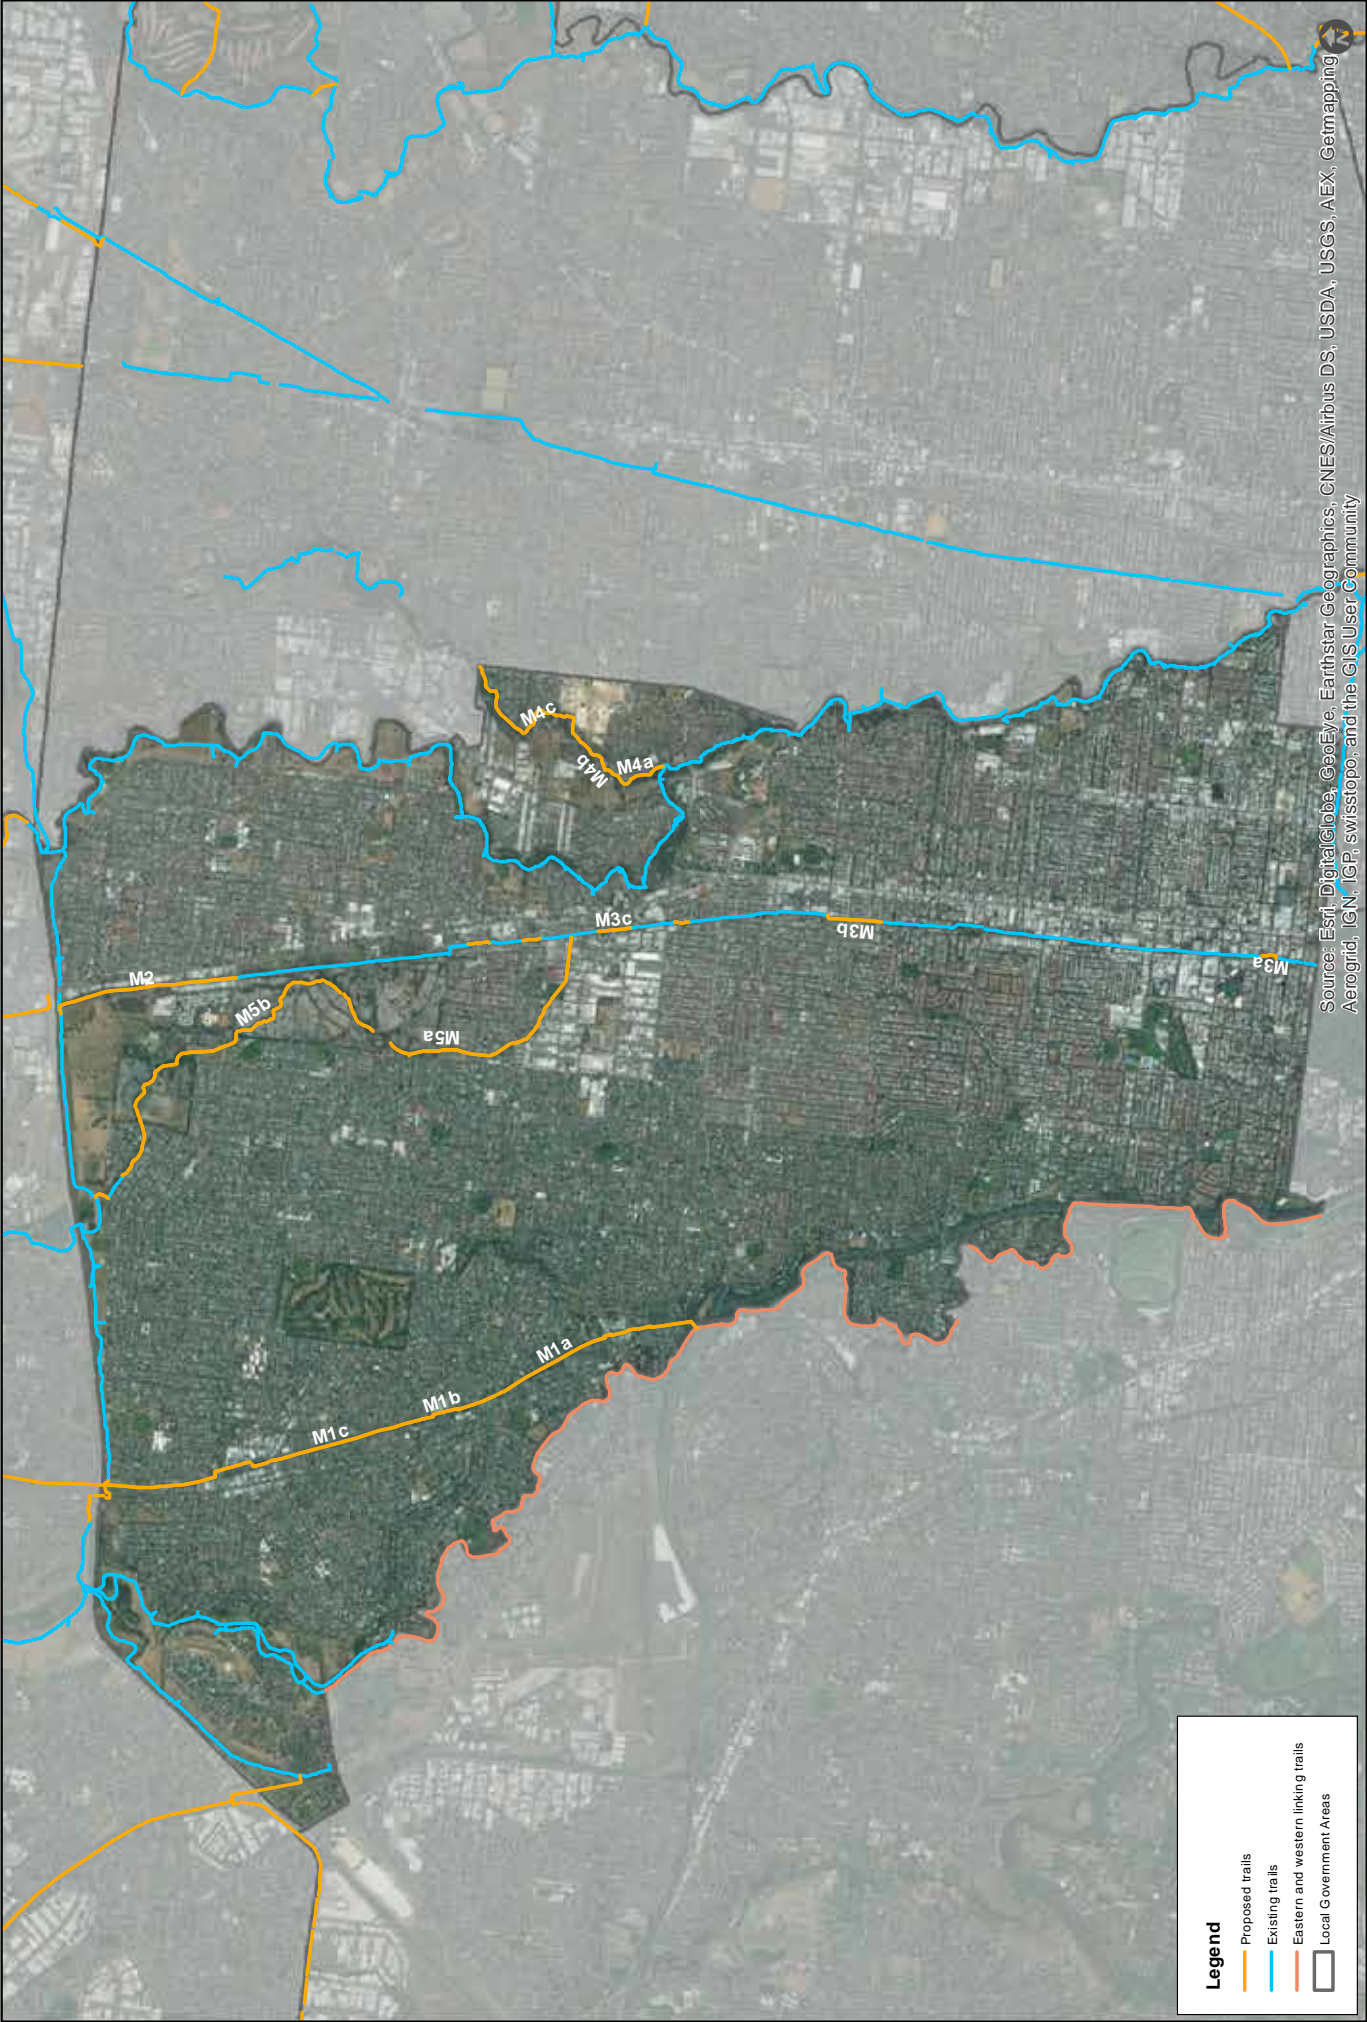 M1a
M1b
M1c
M2
M3a
M3b
M3c
M4a
M4b
M4c
M5a
M5b
Legend
Proposed trails
Existing trails
Eastern and western linking trails
Local Government Areas
Source: Esri, DigitalGlobe, GeoEye, Earthstar Geographics, CNES/Airbus DS, USDA, USGS, AEX, Getmapping,
Aerogrid, IGN, IGP, swisstopo, and the GIS User Community
N